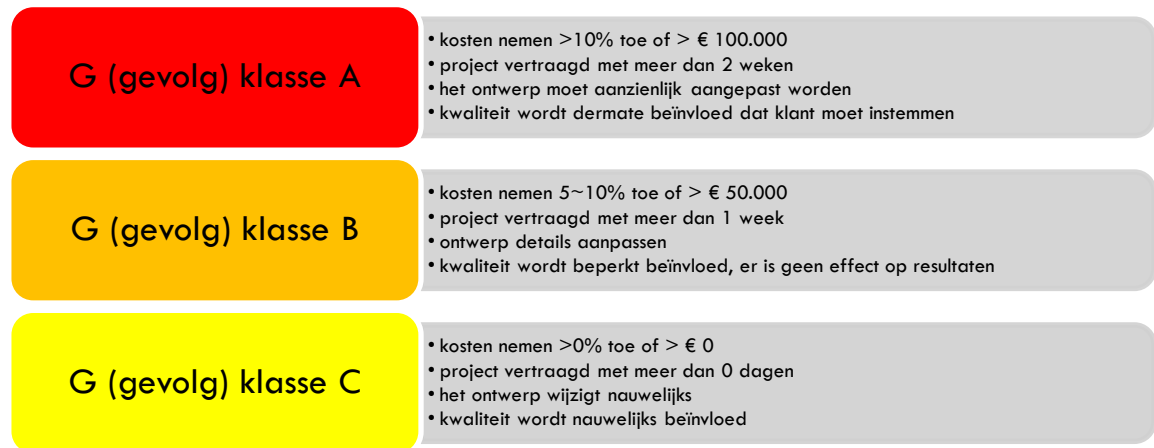 G (gevolg) klasse A
• kosten nemen >10% toe of > € 100.000
• project vertraagd met meer dan 2 weken
• het ontwerp moet aanzienlijk aangepast worden
• kwaliteit wordt dermate beïnvloed dat klant moet instemmen
G (gevolg) klasse B
• kosten nemen 5~10% toe of > € 50.000
• project vertraagd met meer dan 1 week
• ontwerp details aanpassen
• kwaliteit wordt beperkt beïnvloed, er is geen effect op resultaten
G (gevolg) klasse C
• kosten nemen >0% toe of > € 0
• project vertraagd met meer dan 0 dagen
• het ontwerp wijzigt nauwelijks
• kwaliteit wordt nauwelijks beïnvloed